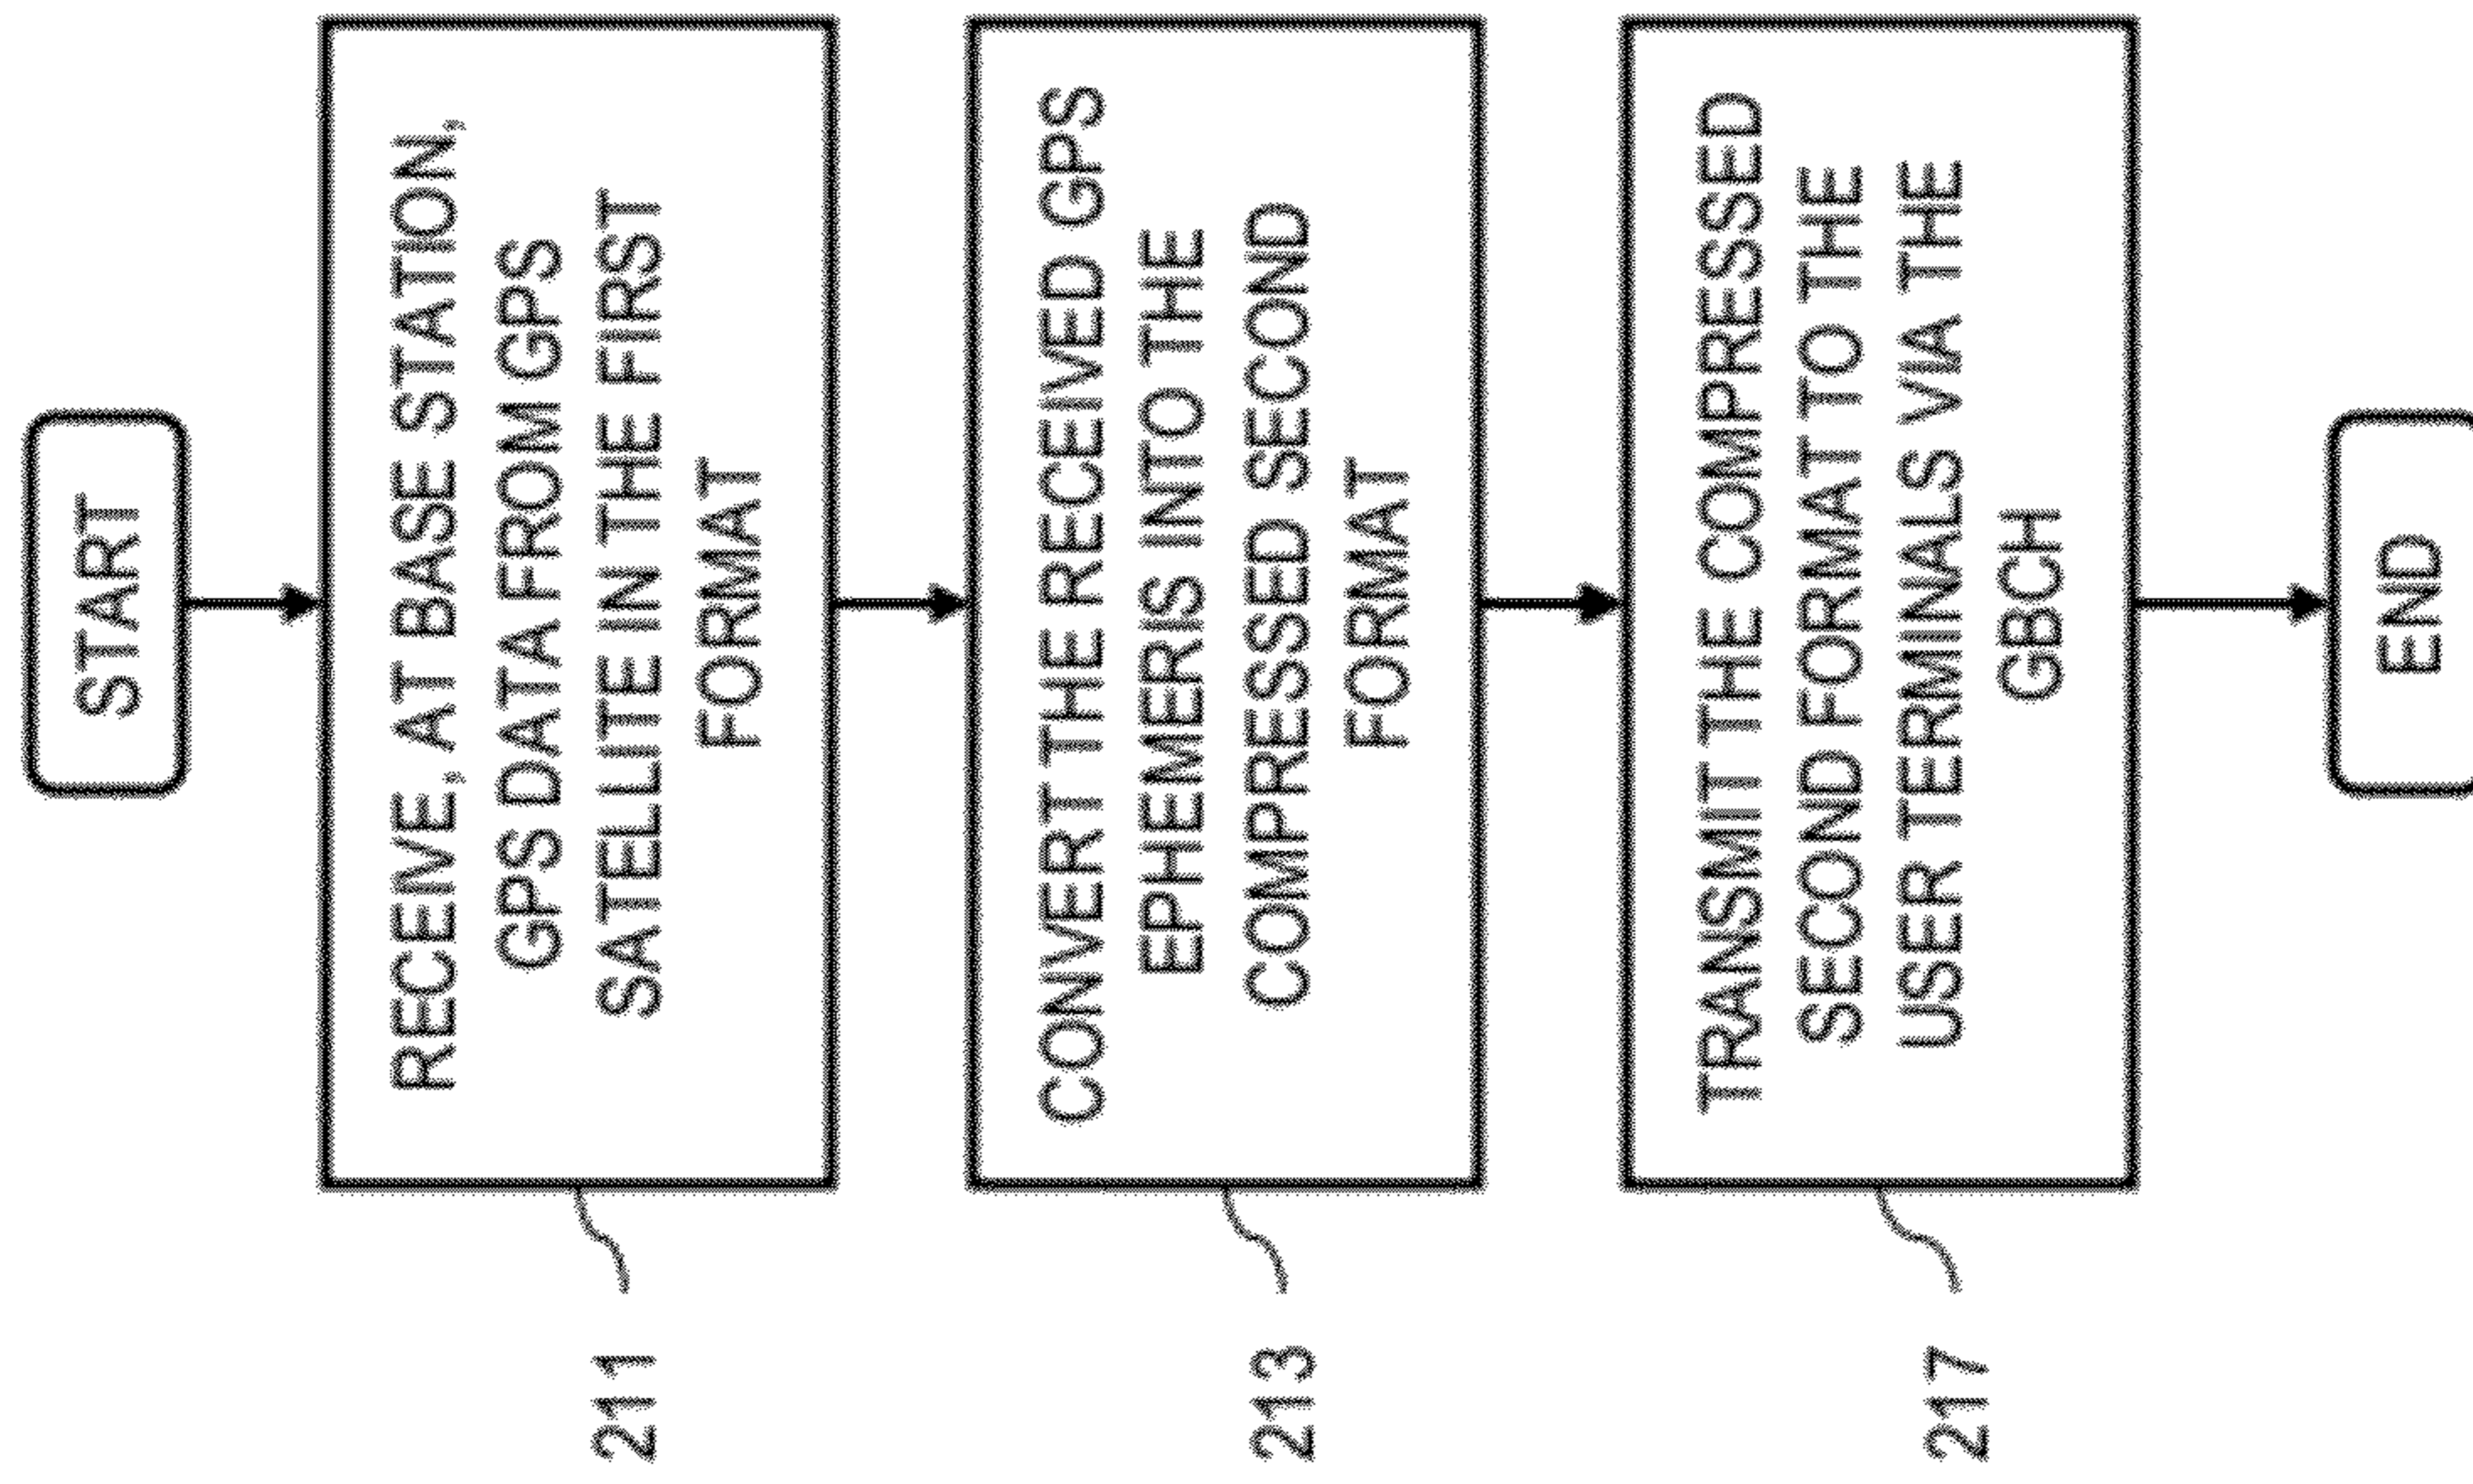 START
RECEIVE, AT BASE STATION,
GPS DATA FROM GPS
SATELLITE IN THE FIRST
FORMAT
211
CONVERT THE RECEIVED GPS
EPHEMERIS INTO THE
COMPRESSED SECOND
FORMAT
213
TRANSMIT THE COMPRESSED
SECOND FORMAT TO THE
USER TERMINALS VIA THE
GBCH
217
END